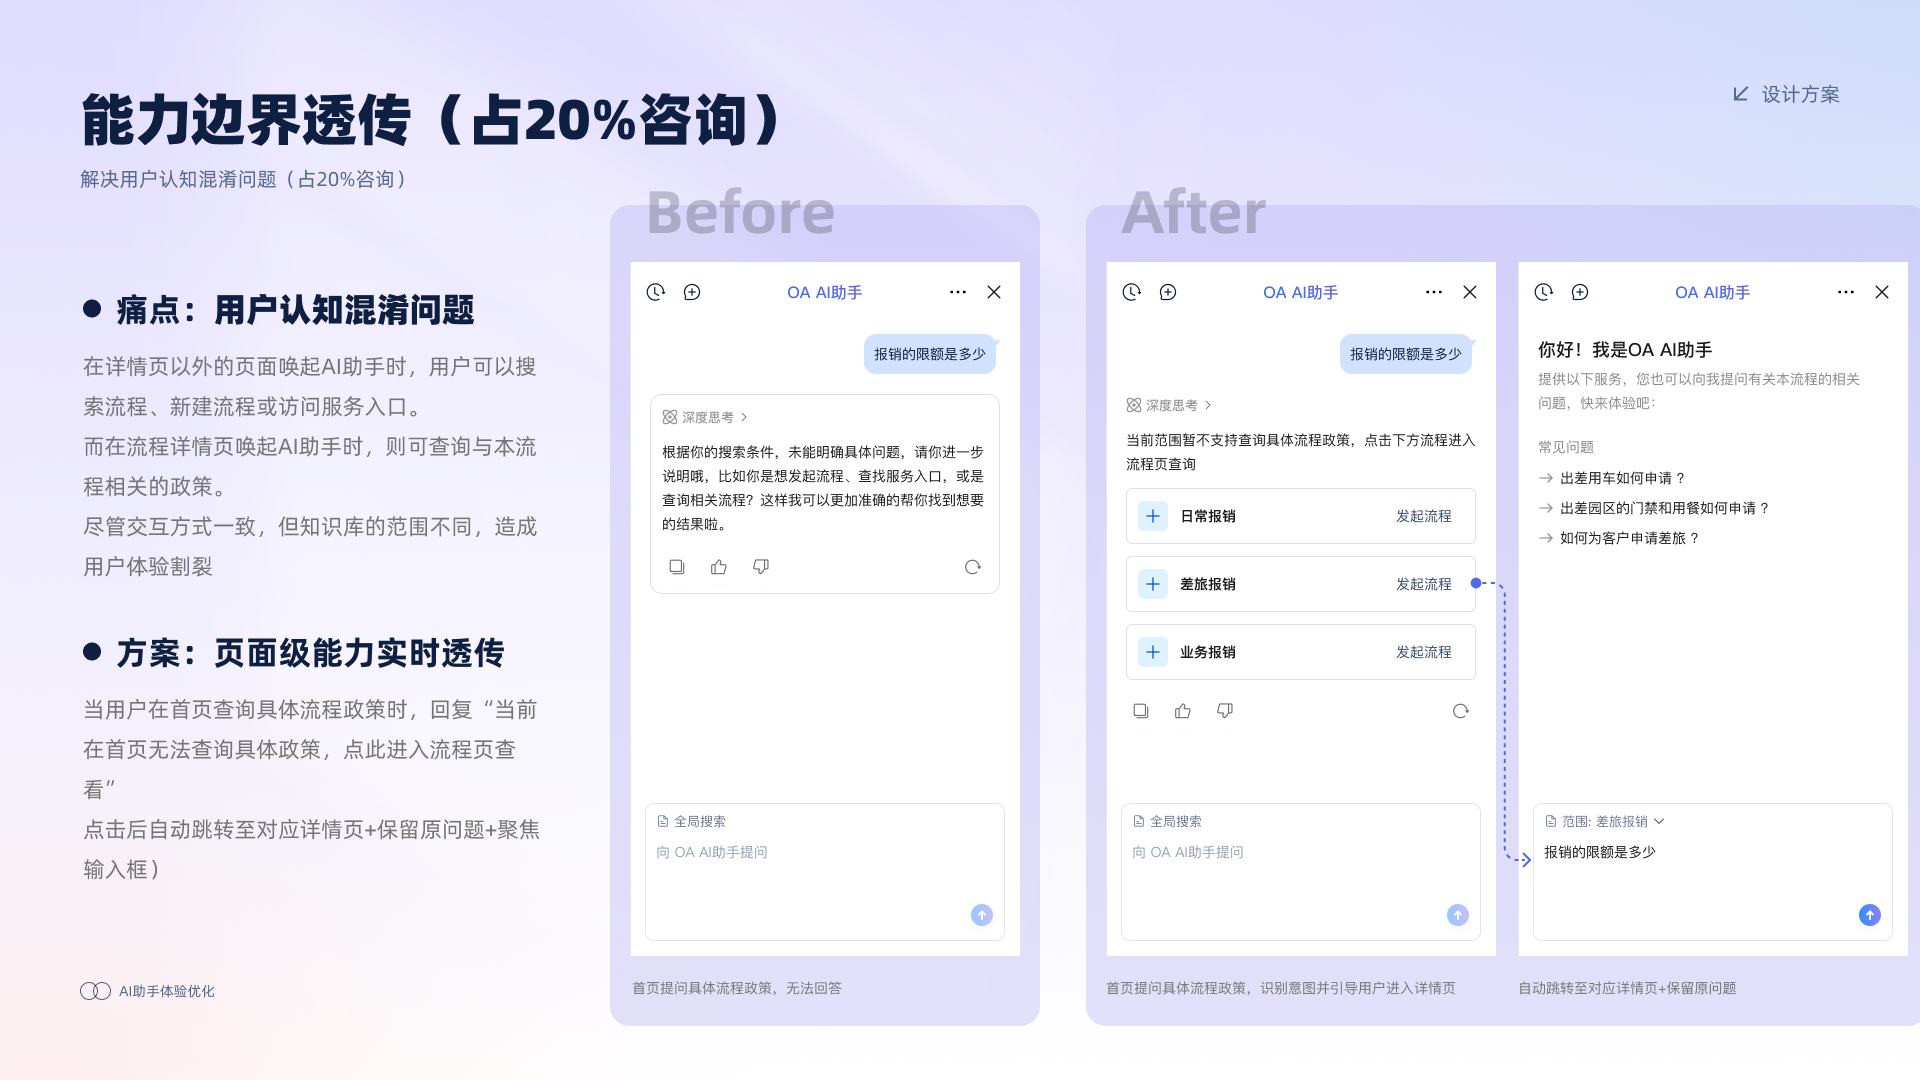 能力边界透传（占20%咨询）
设计方案
解决用户认知混淆问题（占20%咨询）
痛点：用户认知混淆问题
在详情页以外的页面唤起AI助手时，用户可以搜
索流程、新建流程或访问服务入口。
而在流程详情页唤起AI助手时，则可查询与本流
程相关的政策。
尽管交互方式一致，但知识库的范围不同，造成
用户体验割裂
方案：页面级能力实时透传
当用户在首页查询具体流程政策时，回复“当前
在首页无法查询具体政策，点此进入流程页查
看”
点击后自动跳转至对应详情页+保留原问题+聚焦
输入框）
AI助手体验优化
Before
OA AI助手
报销的限额是多少
深度思考
根据你的搜索条件，未能明确具体问题，请你进一步
说明哦，比如你是想发起流程、查找服务入口，或是
查询相关流程？这样我可以更加准确的帮你找到想要
的结果啦。
全局搜索
向 OA AI助手提问
首页提问具体流程政策，无法回答
After
OA AI助手
报销的限额是多少
深度思考
当前范围暂不支持查询具体流程政策，点击下方流程进入
流程页查询
日常报销 发起流程
差旅报销 发起流程
业务报销 发起流程
全局搜索
向 OA AI助手提问
首页提问具体流程政策，识别意图并引导用户进入详情页
OA AI助手
你好！我是OA AI助手
提供以下服务，您也可以向我提问有关本流程的相关
问题，快来体验吧：
常见问题
出差用车如何申请？
出差园区的门禁和用餐如何申请？
如何为客户申请差旅？
范围: 差旅报销
报销的限额是多少
自动跳转至对应详情页+保留原问题